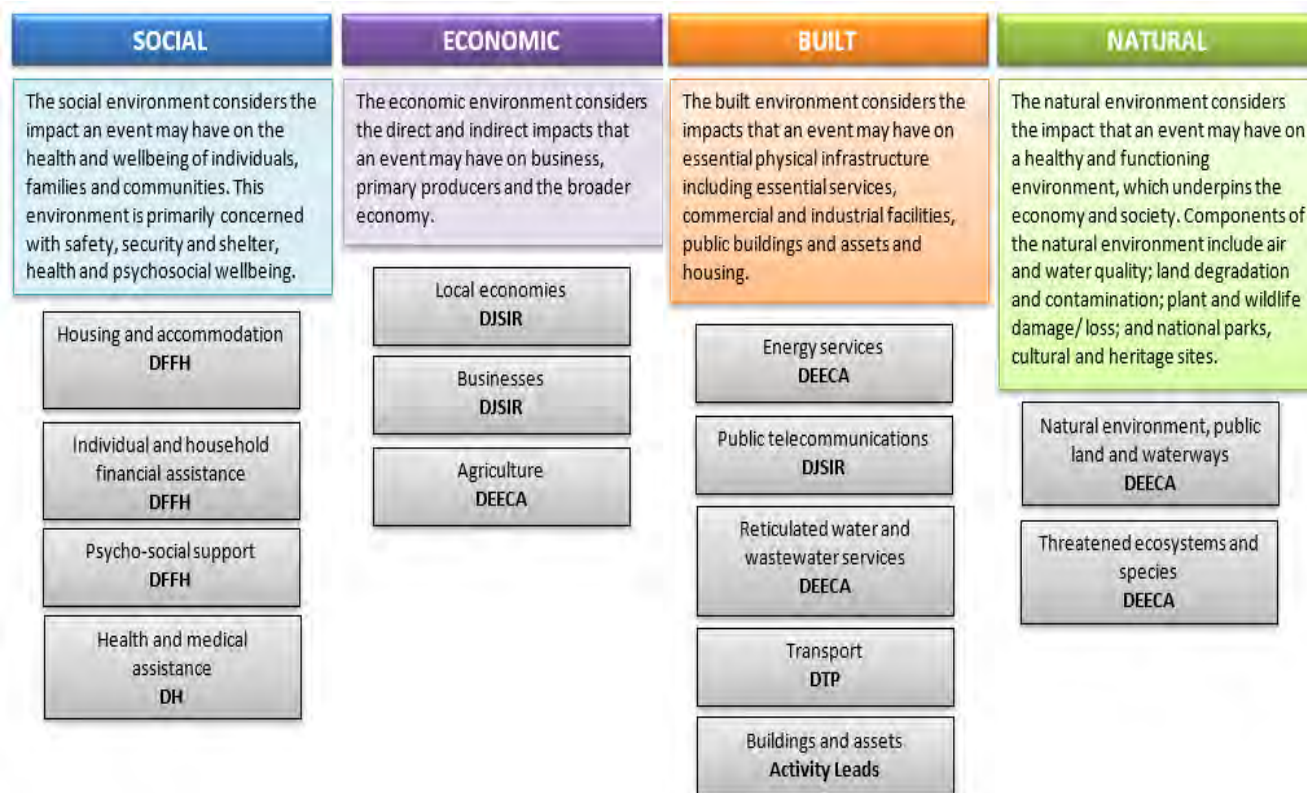 SOCIAL
The social environment considers the
impact an event may have on the
health and wellbeing of individuals,
families and communities. This
environment is primarily concerned
with safety, security and shelter,
health and psychosocial wellbeing.
Housing and accommodation
DFFH
Individual and household
financial assistance
DFFH
Psycho-social support
DFFH
Health and medical
assistance
DH
ECONOMIC
The economic environment considers
the direct and indirect impacts that
an event may have on business,
primary producers and the broader
economy.
Local economies
DJSIR
Businesses
DJSIR
Agriculture
DEECA
BUILT
The built environment considers the
impacts that an event may have on
essential physical infrastructure
including essential services,
commercial and industrial facilities,
public buildings and assets and
housing.
Energy services
DEECA
Public telecommunications
DJSIR
Reticulated water and
wastewater services
DEECA
Transport
DTP
Buildings and assets
Activity Leads
NATURAL
The natural environment considers
the impact that an event may have on
a healthy and functioning
environment, which underpins the
economy and society. Components of
the natural environment include air
and water quality; land degradation
and contamination; plant and wildlife
damage/ loss; and national parks,
cultural and heritage sites.
Natural environment, public
land and waterways
DEECA
Threatened ecosystems and
species
DEECA